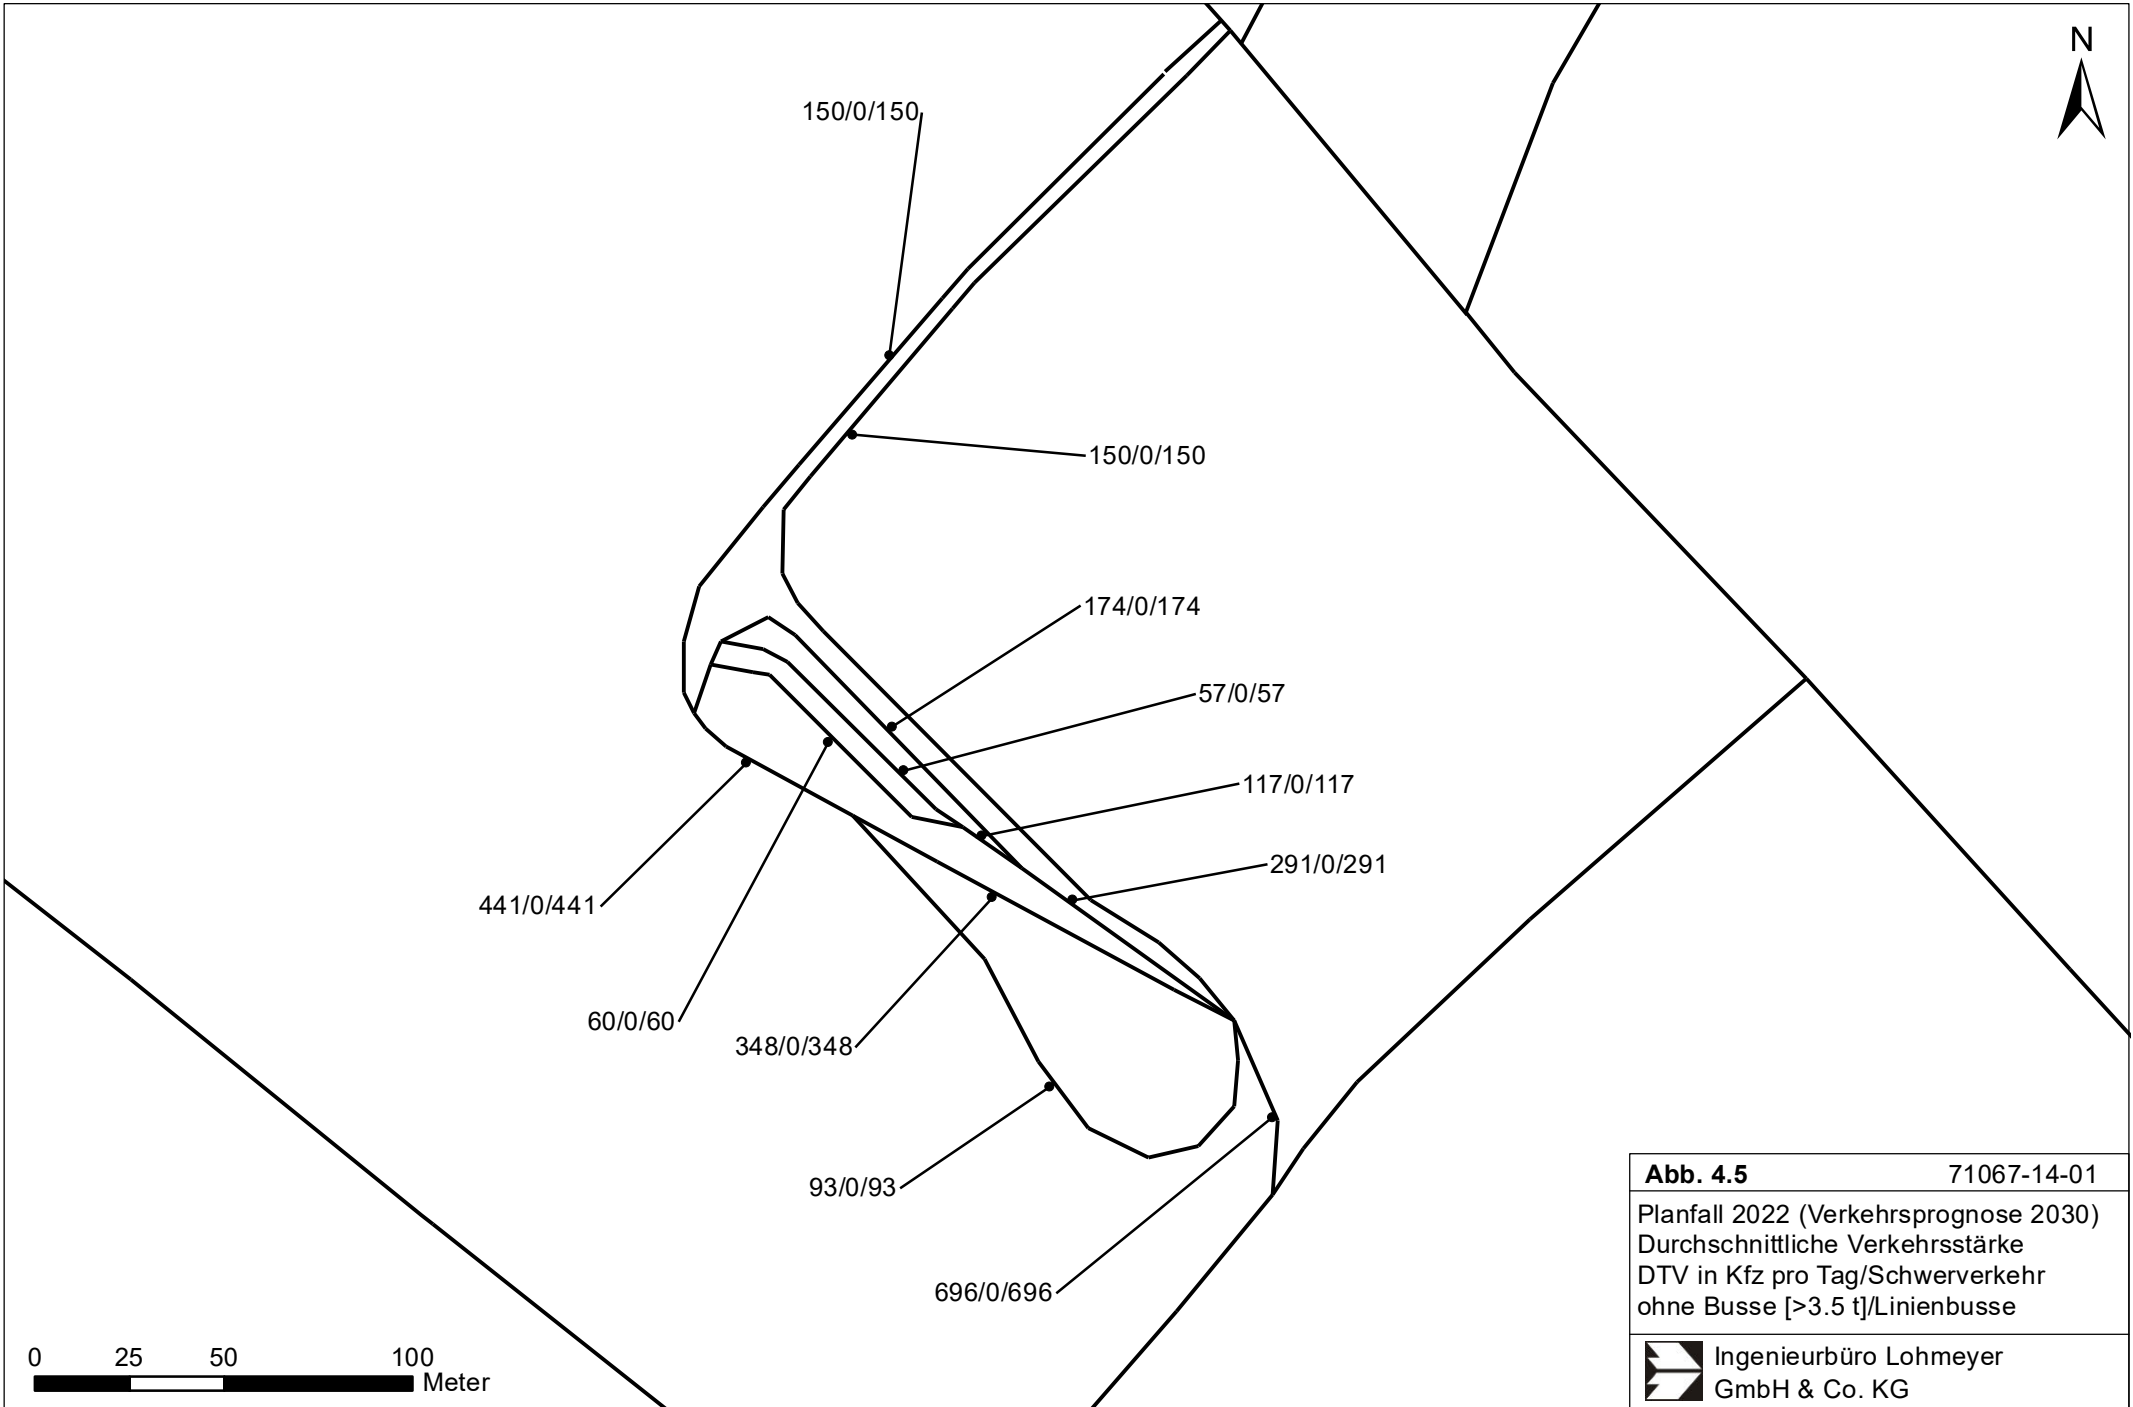 N
150/0/150
150/0/150
174/0/174
57/0/57
117/0/117
291/0/291
441/0/441
60/0/60
348/0/348
93/0/93
696/0/696
0 25 50 100
Meter
Abb. 4.5 71067-14-01
Planfall 2022 (Verkehrsprognose 2030)
Durchschnittliche Verkehrsstärke
DTV in Kfz pro Tag/Schwerverkehr
ohne Busse [>3.5 t]/Linienbusse
Ingenieurbüro Lohmeyer
GmbH & Co. KG